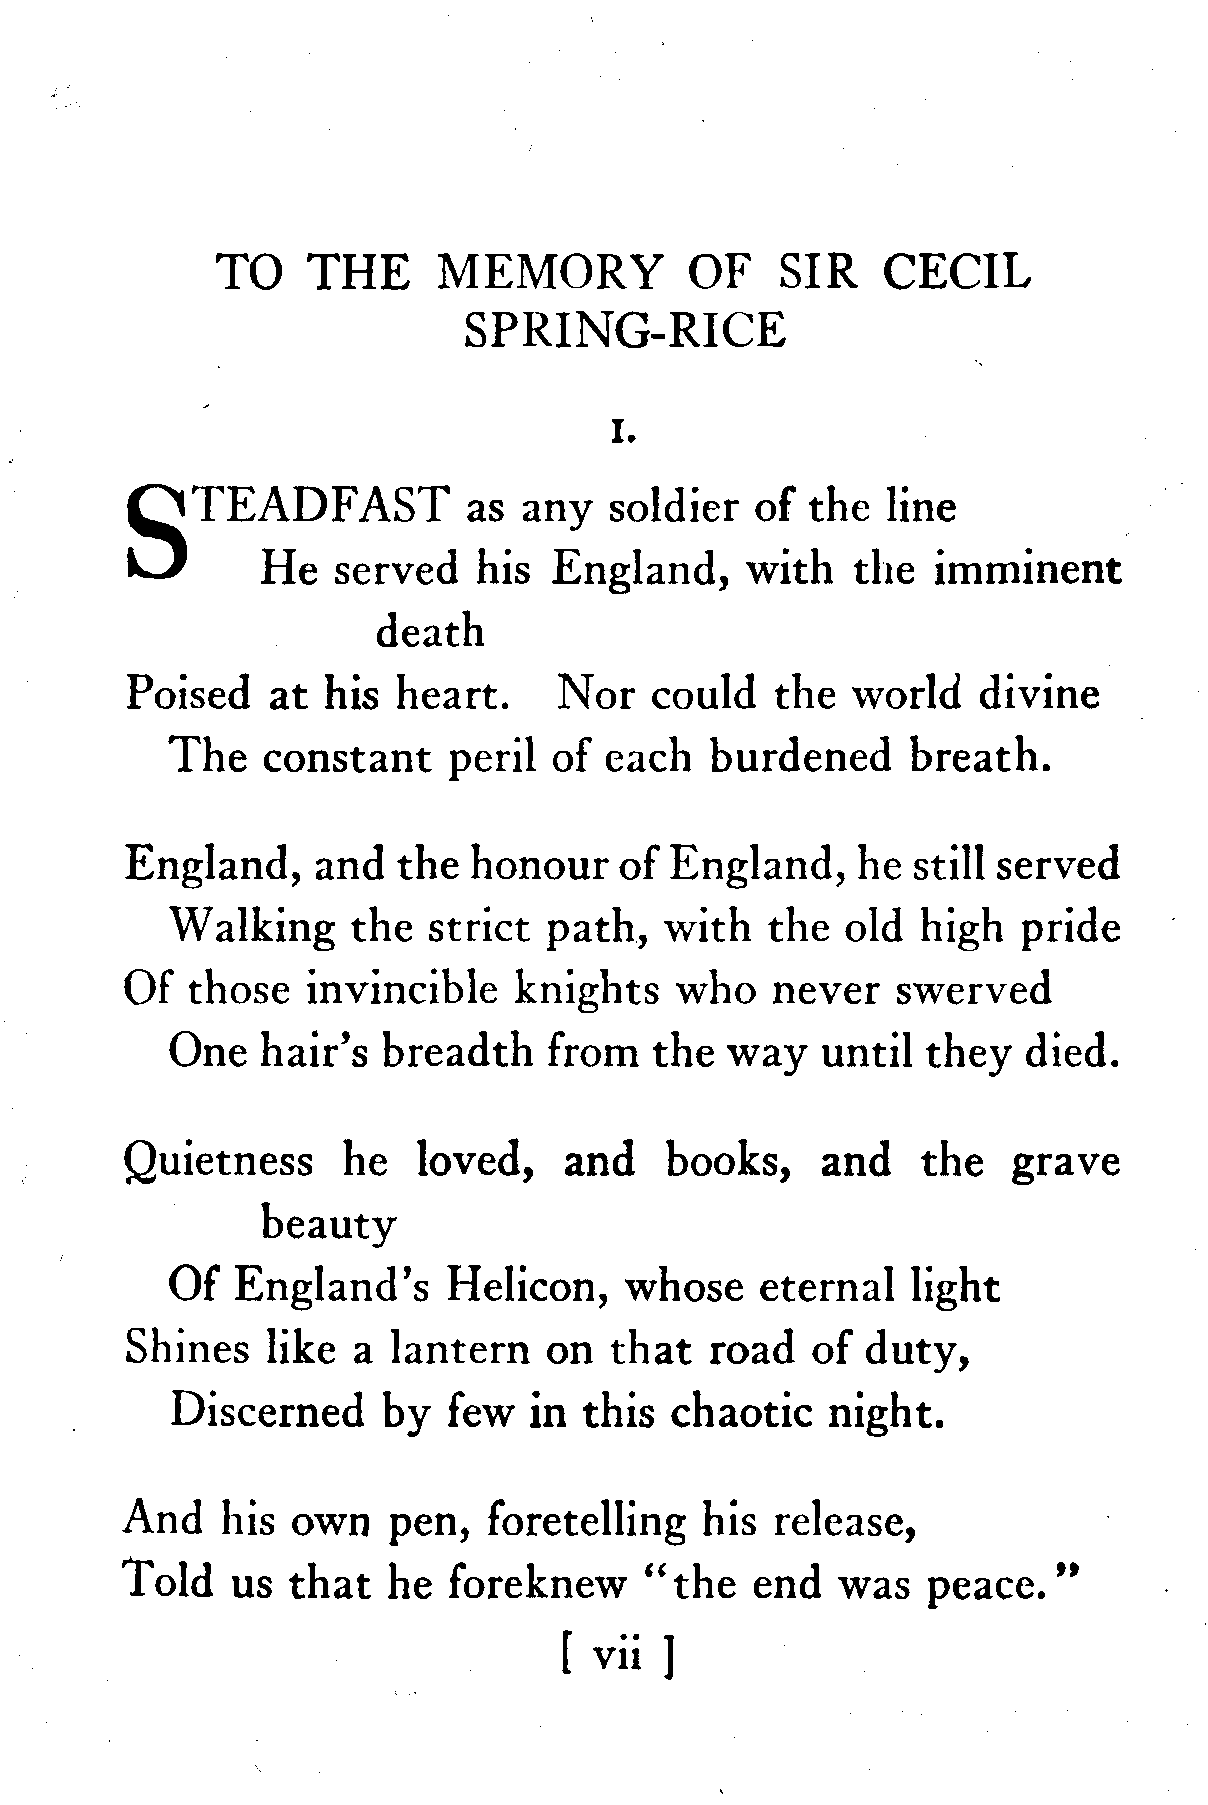 TO THE MEMORY OF SIR CECIL
SPRING-RICE
I.
STEADFAST as any soldier of the line
He served his England, with the imminent
death
Poised at his heart. Nor could the world divine
The constant peril of each burdened breath.
England, and the honour of England, he still served
Walking the strict path, with the old high pride
Of those invincible knights who never swerved
One hair's breadth from the way until they died.
Quietness he loved, and books, and the grave
beauty
Of England's Helicon, whose eternal light
Shines like a lantern on that road of duty,
Discerned by few in this chaotic night.
And his own pen, foretelling his release,
Told us that he foreknew "the end was peace."
[ vii ]